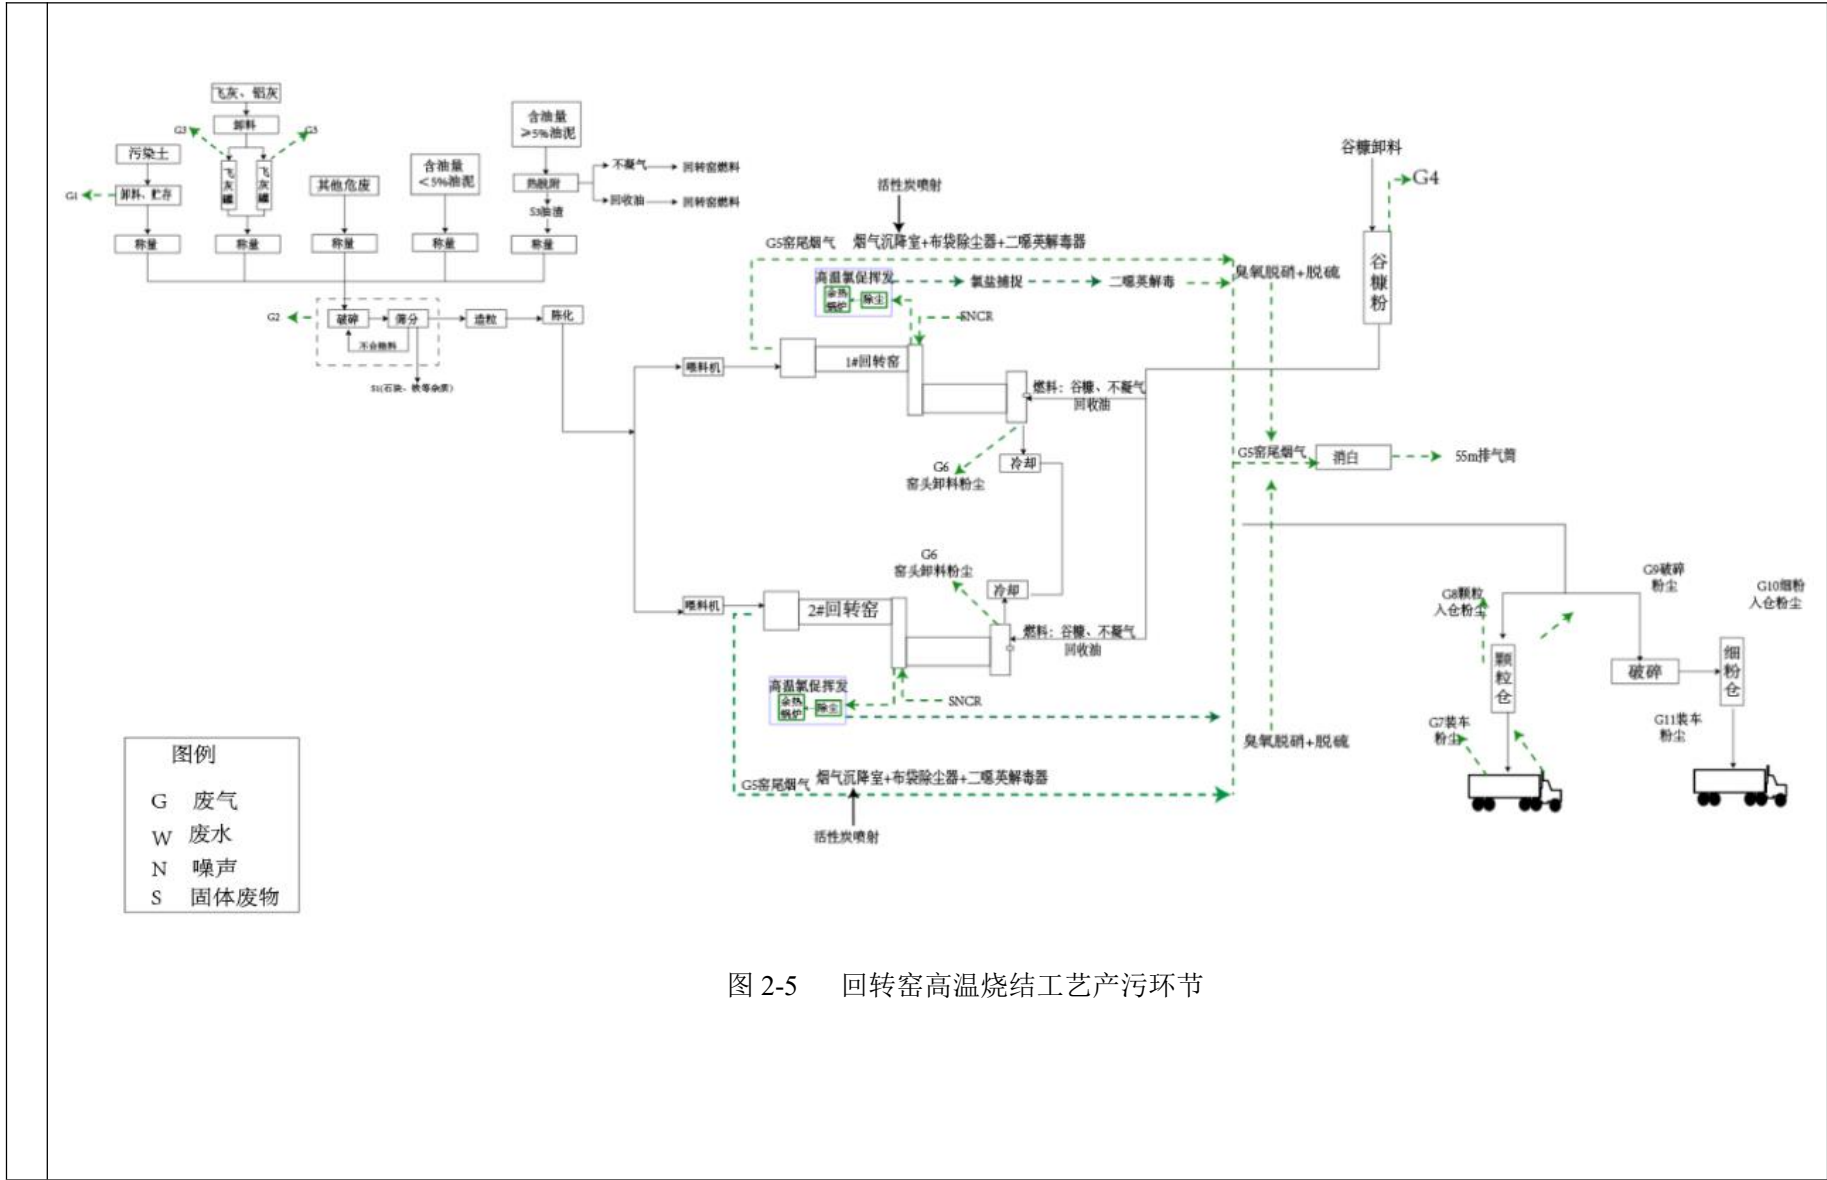 飞灰、铝灰
卸料
G3
G3
飞灰罐
飞灰罐
称量
污染土
G1
卸料、贮存
称量
其他危废
称量
含油量
＜5%油泥
称量
含油量
≥5%油泥
热脱附
不凝气
回转窑燃料
回收油
回转窑燃料
S3油渣
称量
G2
破碎
筛分
不合格料
造粒
陈化
S1(石块、铁等杂质)
活性炭喷射
G5窑尾烟气
烟气沉降室+布袋除尘器+二噁英解毒器
高温氯促挥发
余热
锅炉
除尘
氯盐捕捉
二噁英解毒
臭氧脱硝+脱硫
SNCR
喂料机
1#回转窑
燃料：谷糠、不凝气
回收油
G6
窑头卸料粉尘
冷却
谷糠卸料
G4
谷糠粉
G5窑尾烟气
消白
55m排气筒
G6
窑头卸料粉尘
冷却
喂料机
2#回转窑
燃料：谷糠、不凝气
回收油
高温氯促挥发
余热
锅炉
除尘
SNCR
臭氧脱硝+脱硫
G5窑尾烟气
烟气沉降室+布袋除尘器+二噁英解毒器
活性炭喷射
G8颗粒
入仓粉尘
G9破碎
粉尘
G10细粉
入仓粉尘
颗粒仓
破碎
细粉仓
G7装车
粉尘
G11装车
粉尘
图例
G 废气
W 废水
N 噪声
S 固体废物
图 2-5 回转窑高温烧结工艺产污环节